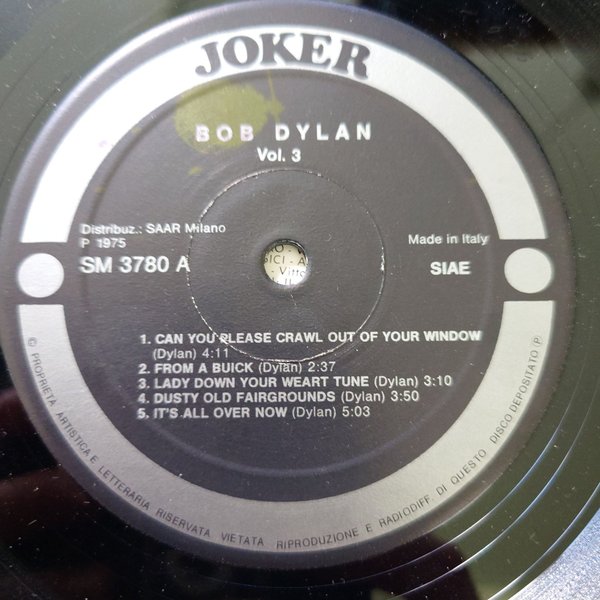 JOKER
BOB DYLAN
Vol. 3
Distribuz.: SAAR Milano
P 1975
Made in Italy
SM 3780 A
SIAE
1. CAN YOU PLEASE CRAWL OUT OF YOUR WINDOW
(Dylan) 4:11
2. FROM A BUICK (Dylan) 2:37
3. LADY DOWN YOUR WEART TUNE (Dylan) 3:10
4. DUSTY OLD FAIRGROUNDS (Dylan) 3:50
5. IT'S ALL OVER NOW (Dylan) 5:03
© PROPRIETA ARTISTICA E LETTERARIA RISERVATA VIETATA RIPRODUZIONE E RADIODIFF. DI QUESTO DISCO DEPOSITATO (P)